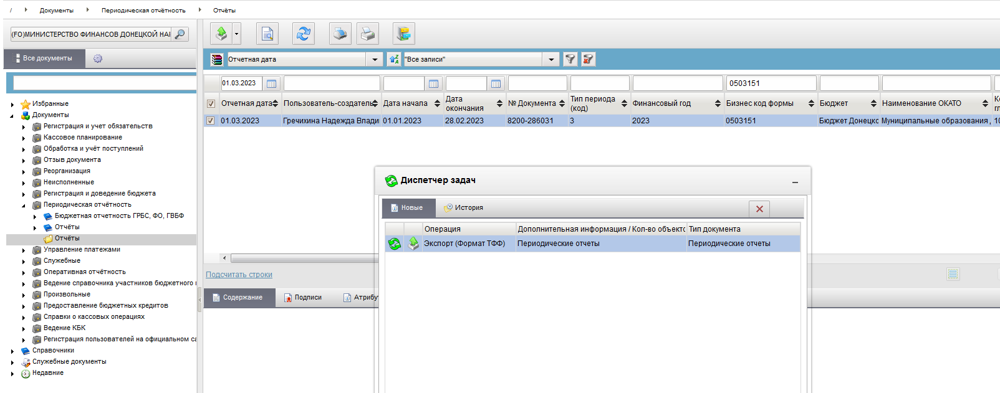 / Документы Периодическая отчётность Отчёты
(FO)МИНИСТЕРСТВО ФИНАНСОВ ДОНЕЦКОЙ НАІ
Все документы
Отчетная дата "Все записи"
01.03.2023 0503151
Отчетная дата Пользователь-создатель Дата начала Дата окончания № Документа Тип периода (код) Финансовый год Бизнес код формы Бюджет Наименование ОКАТО
01.03.2023 Гречихина Надежда Влади 01.01.2023 28.02.2023 8200-286031 3 2023 0503151 Бюджет Донецкс Муниципальные образования
Избранные
Документы
Регистрация и учет обязательств
Кассовое планирование
Обработка и учёт поступлений
Отзыв документа
Реорганизация
Неисполненные
Регистрация и доведение бюджета
Периодическая отчётность
Бюджетная отчетность ГРБС, ФО, ГВБФ
Отчёты
Отчёты
Управление платежами
Служебные
Оперативная отчётность
Ведение справочника участников бюджетного
Произвольные
Предоставление бюджетных кредитов
Справки о кассовых операциях
Ведение КБК
Регистрация пользователей на официальном са
Справочники
Служебные документы
Недавние
Подсчитать строки
Содержание Подписи Атрибу
Диспетчер задач
Новые История
Операция Дополнительная информация / Кол-во объекто Тип документа
Экспорт (Формат ТФФ) Периодические отчеты Периодические отчеты